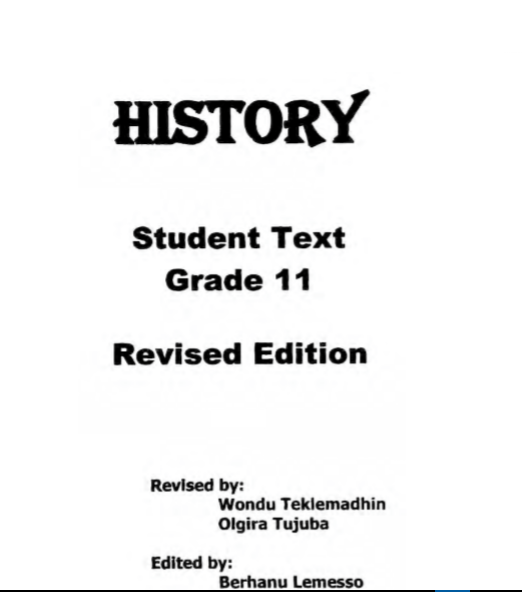 HISTORY
Student Text
Grade 11
Revised Edition
Revised by:
Wondu Teklemadhin
Olgira Tujuba
Edited by:
Berhanu Lemesso